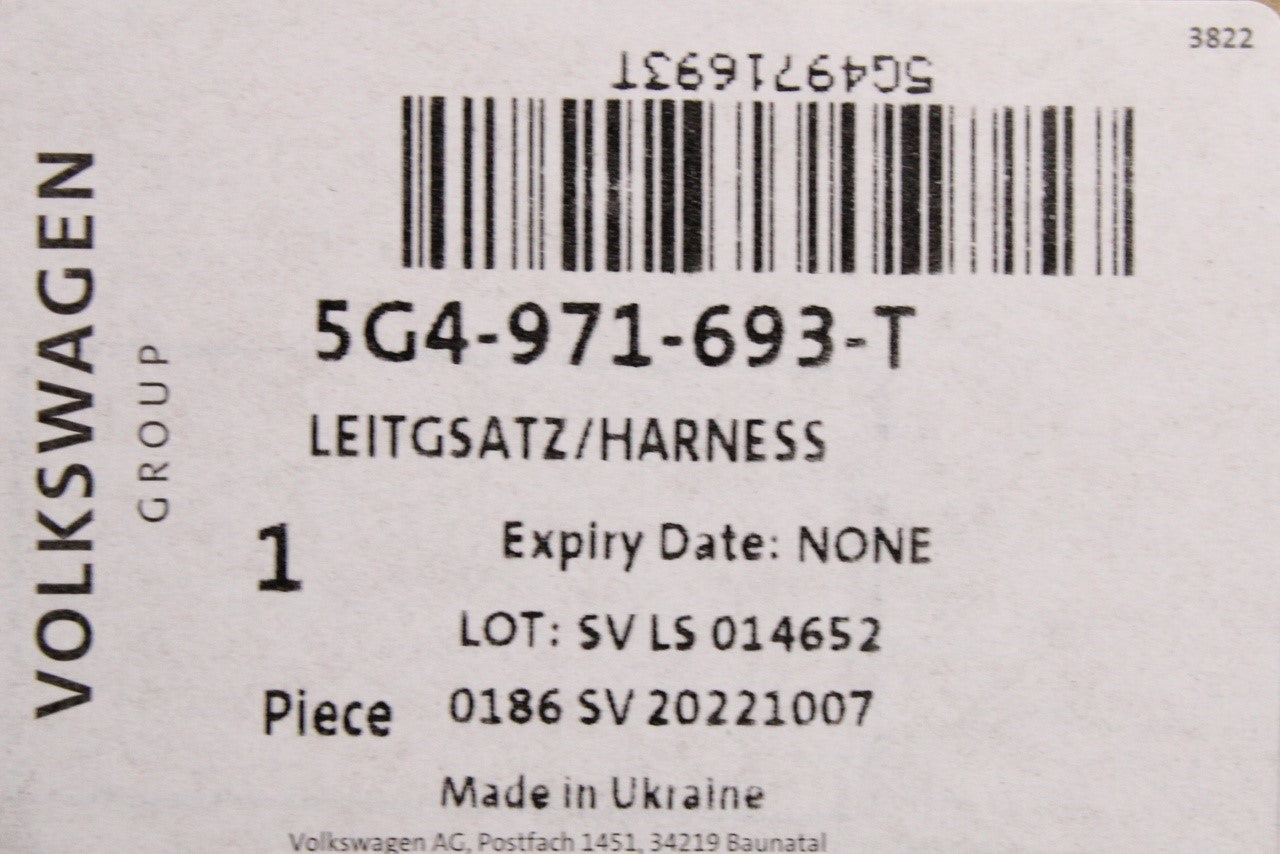 3822
5G4971693T
VOLKSWAGEN
GROUP
5G4-971-693-T
LEITGSATZ/HARNESS
1
Expiry Date: NONE
LOT: SV LS 014652
Piece
0186 SV 20221007
Made in Ukraine
Volkswagen AG, Postfach 1451, 34219 Baunatal